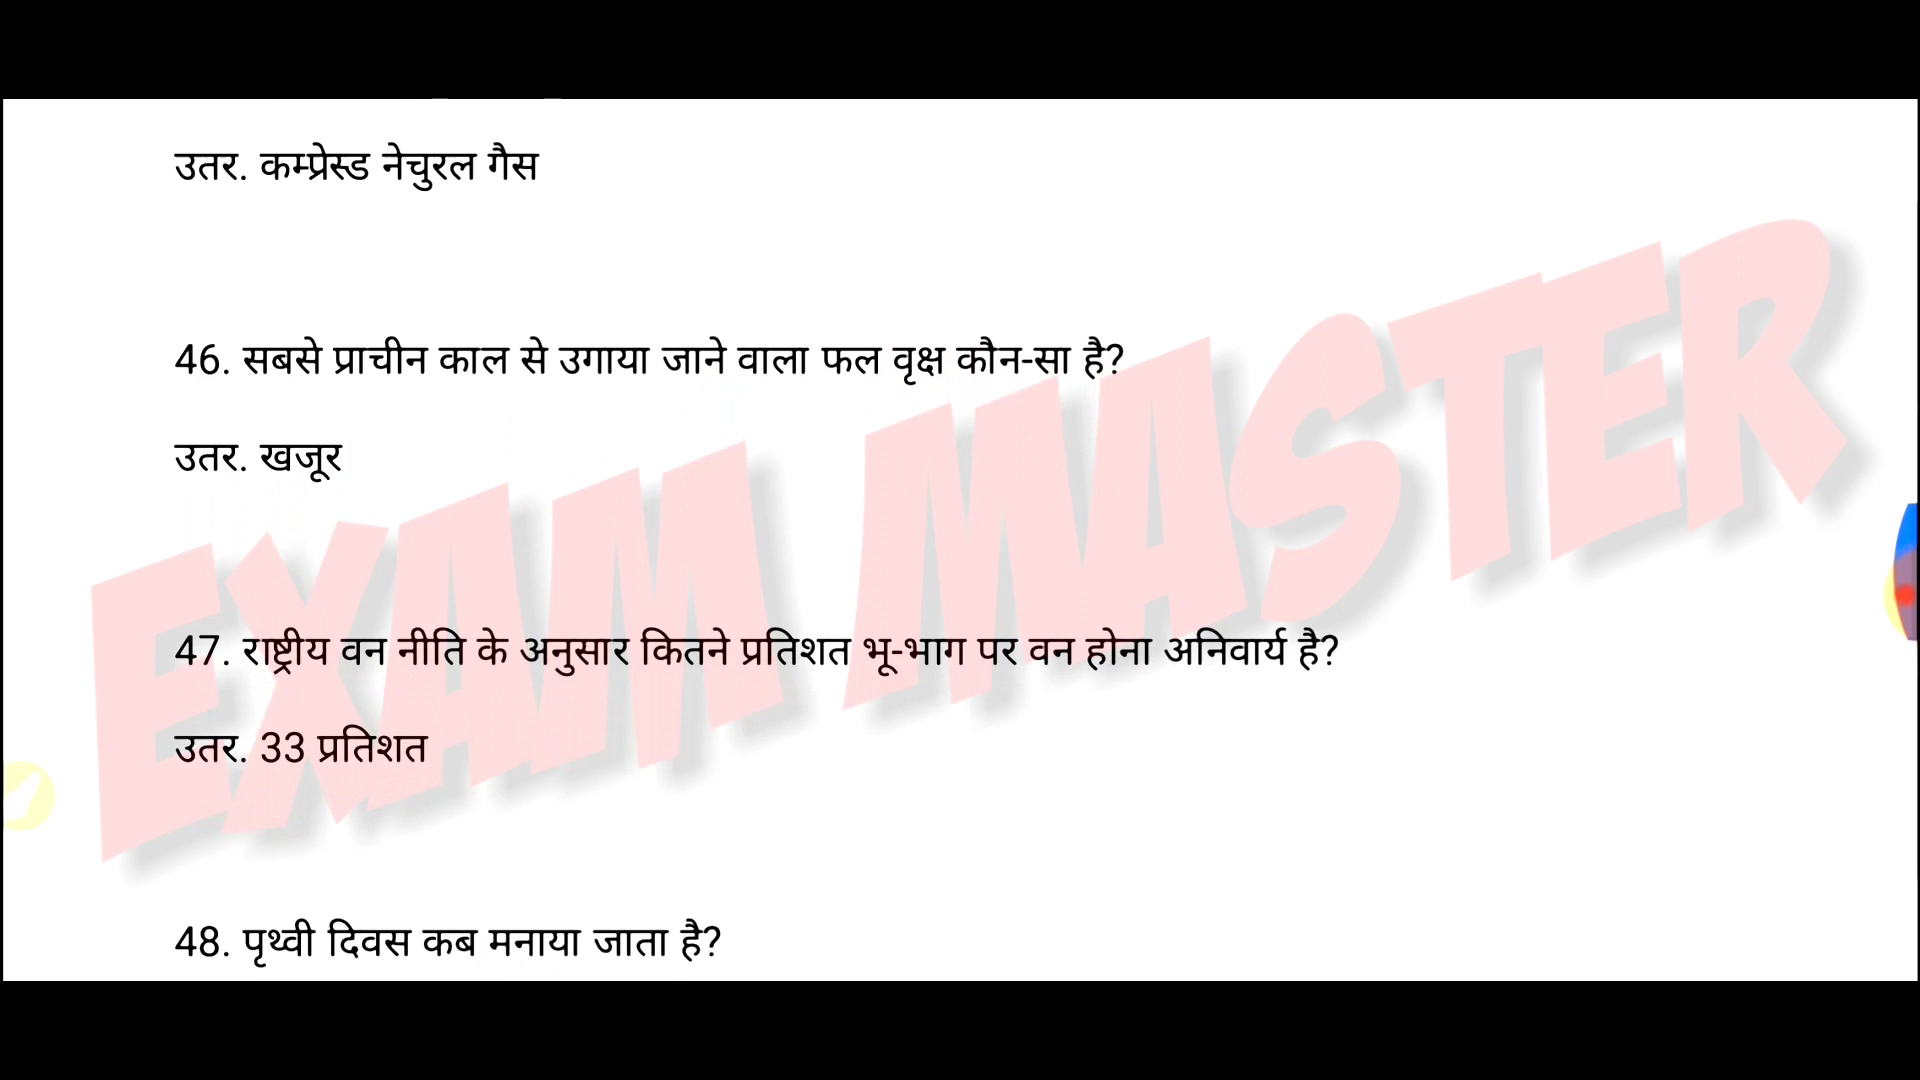 उतर. कम्प्रेस्ड नेचुरल गैस
46. सबसे प्राचीन काल से उगाया जाने वाला फल वृक्ष कौन-सा है?
उतर. खजूर
47. राष्ट्रीय वन नीति के अनुसार कितने प्रतिशत भू-भाग पर वन होना अनिवार्य है?
उतर. 33 प्रतिशत
48. पृथ्वी दिवस कब मनाया जाता है?
EXAM MASTER